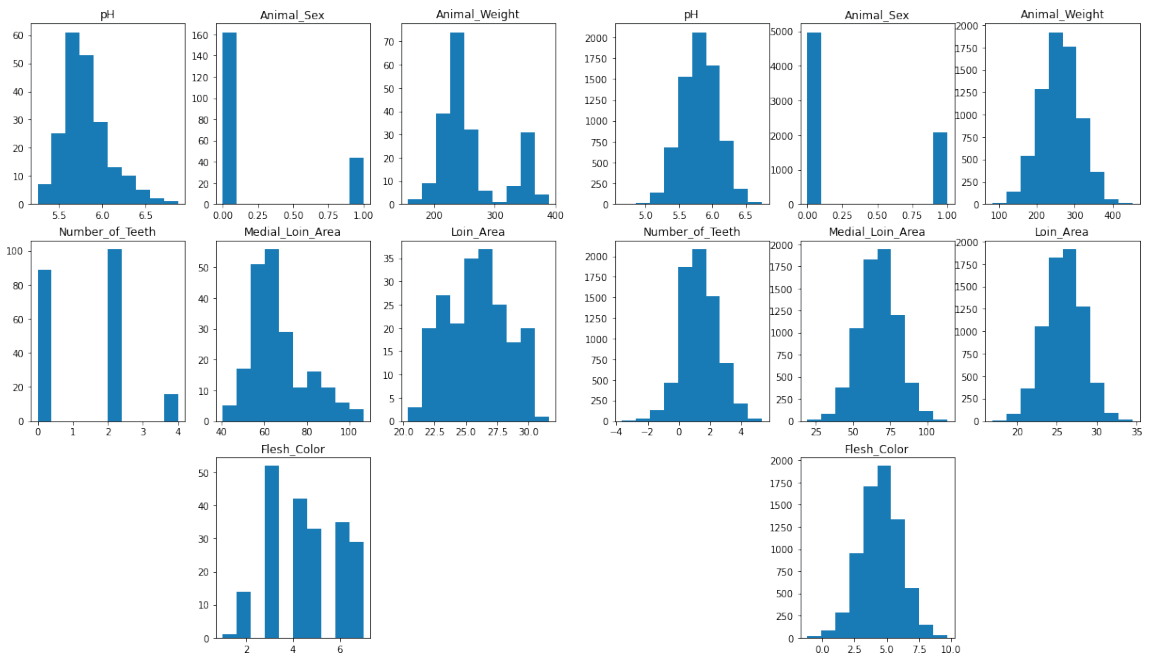 pH Animal_Sex Animal_Weight pH Animal_Sex Animal_Weight
60 50 40 30 20 10 0
5.5 6.0 6.5
160 140 120 100 80 60 40 20 0
0.00 0.25 0.50 0.75 1.00
70 60 50 40 30 20 10 0
200 300 400
2000 1750 1500 1250 1000 750 500 250 0
5.0 5.5 6.0 6.5
5000 4000 3000 2000 1000 0
0.00 0.25 0.50 0.75 1.00
2000 1750 1500 1250 1000 750 500 250 0
100 200 300 400
Number_of_Teeth Medial_Loin_Area Loin_Area Number_of_Teeth Medial_Loin_Area Loin_Area
100 80 60 40 20 0
0 1 2 3 4
50 40 30 20 10 0
40 60 80 100
35 30 25 20 15 10 5 0
20.0 22.5 25.0 27.5 30.0
2000 1750 1500 1250 1000 750 500 250 0
−4 −2 0 2 4
2000 1750 1500 1250 1000 750 500 250 0
25 50 75 100
2000 1750 1500 1250 1000 750 500 250 0
20 25 30 35
Flesh_Color Flesh_Color
50 40 30 20 10 0
2 4 6
2000 1750 1500 1250 1000 750 500 250 0
0.0 2.5 5.0 7.5 10.0